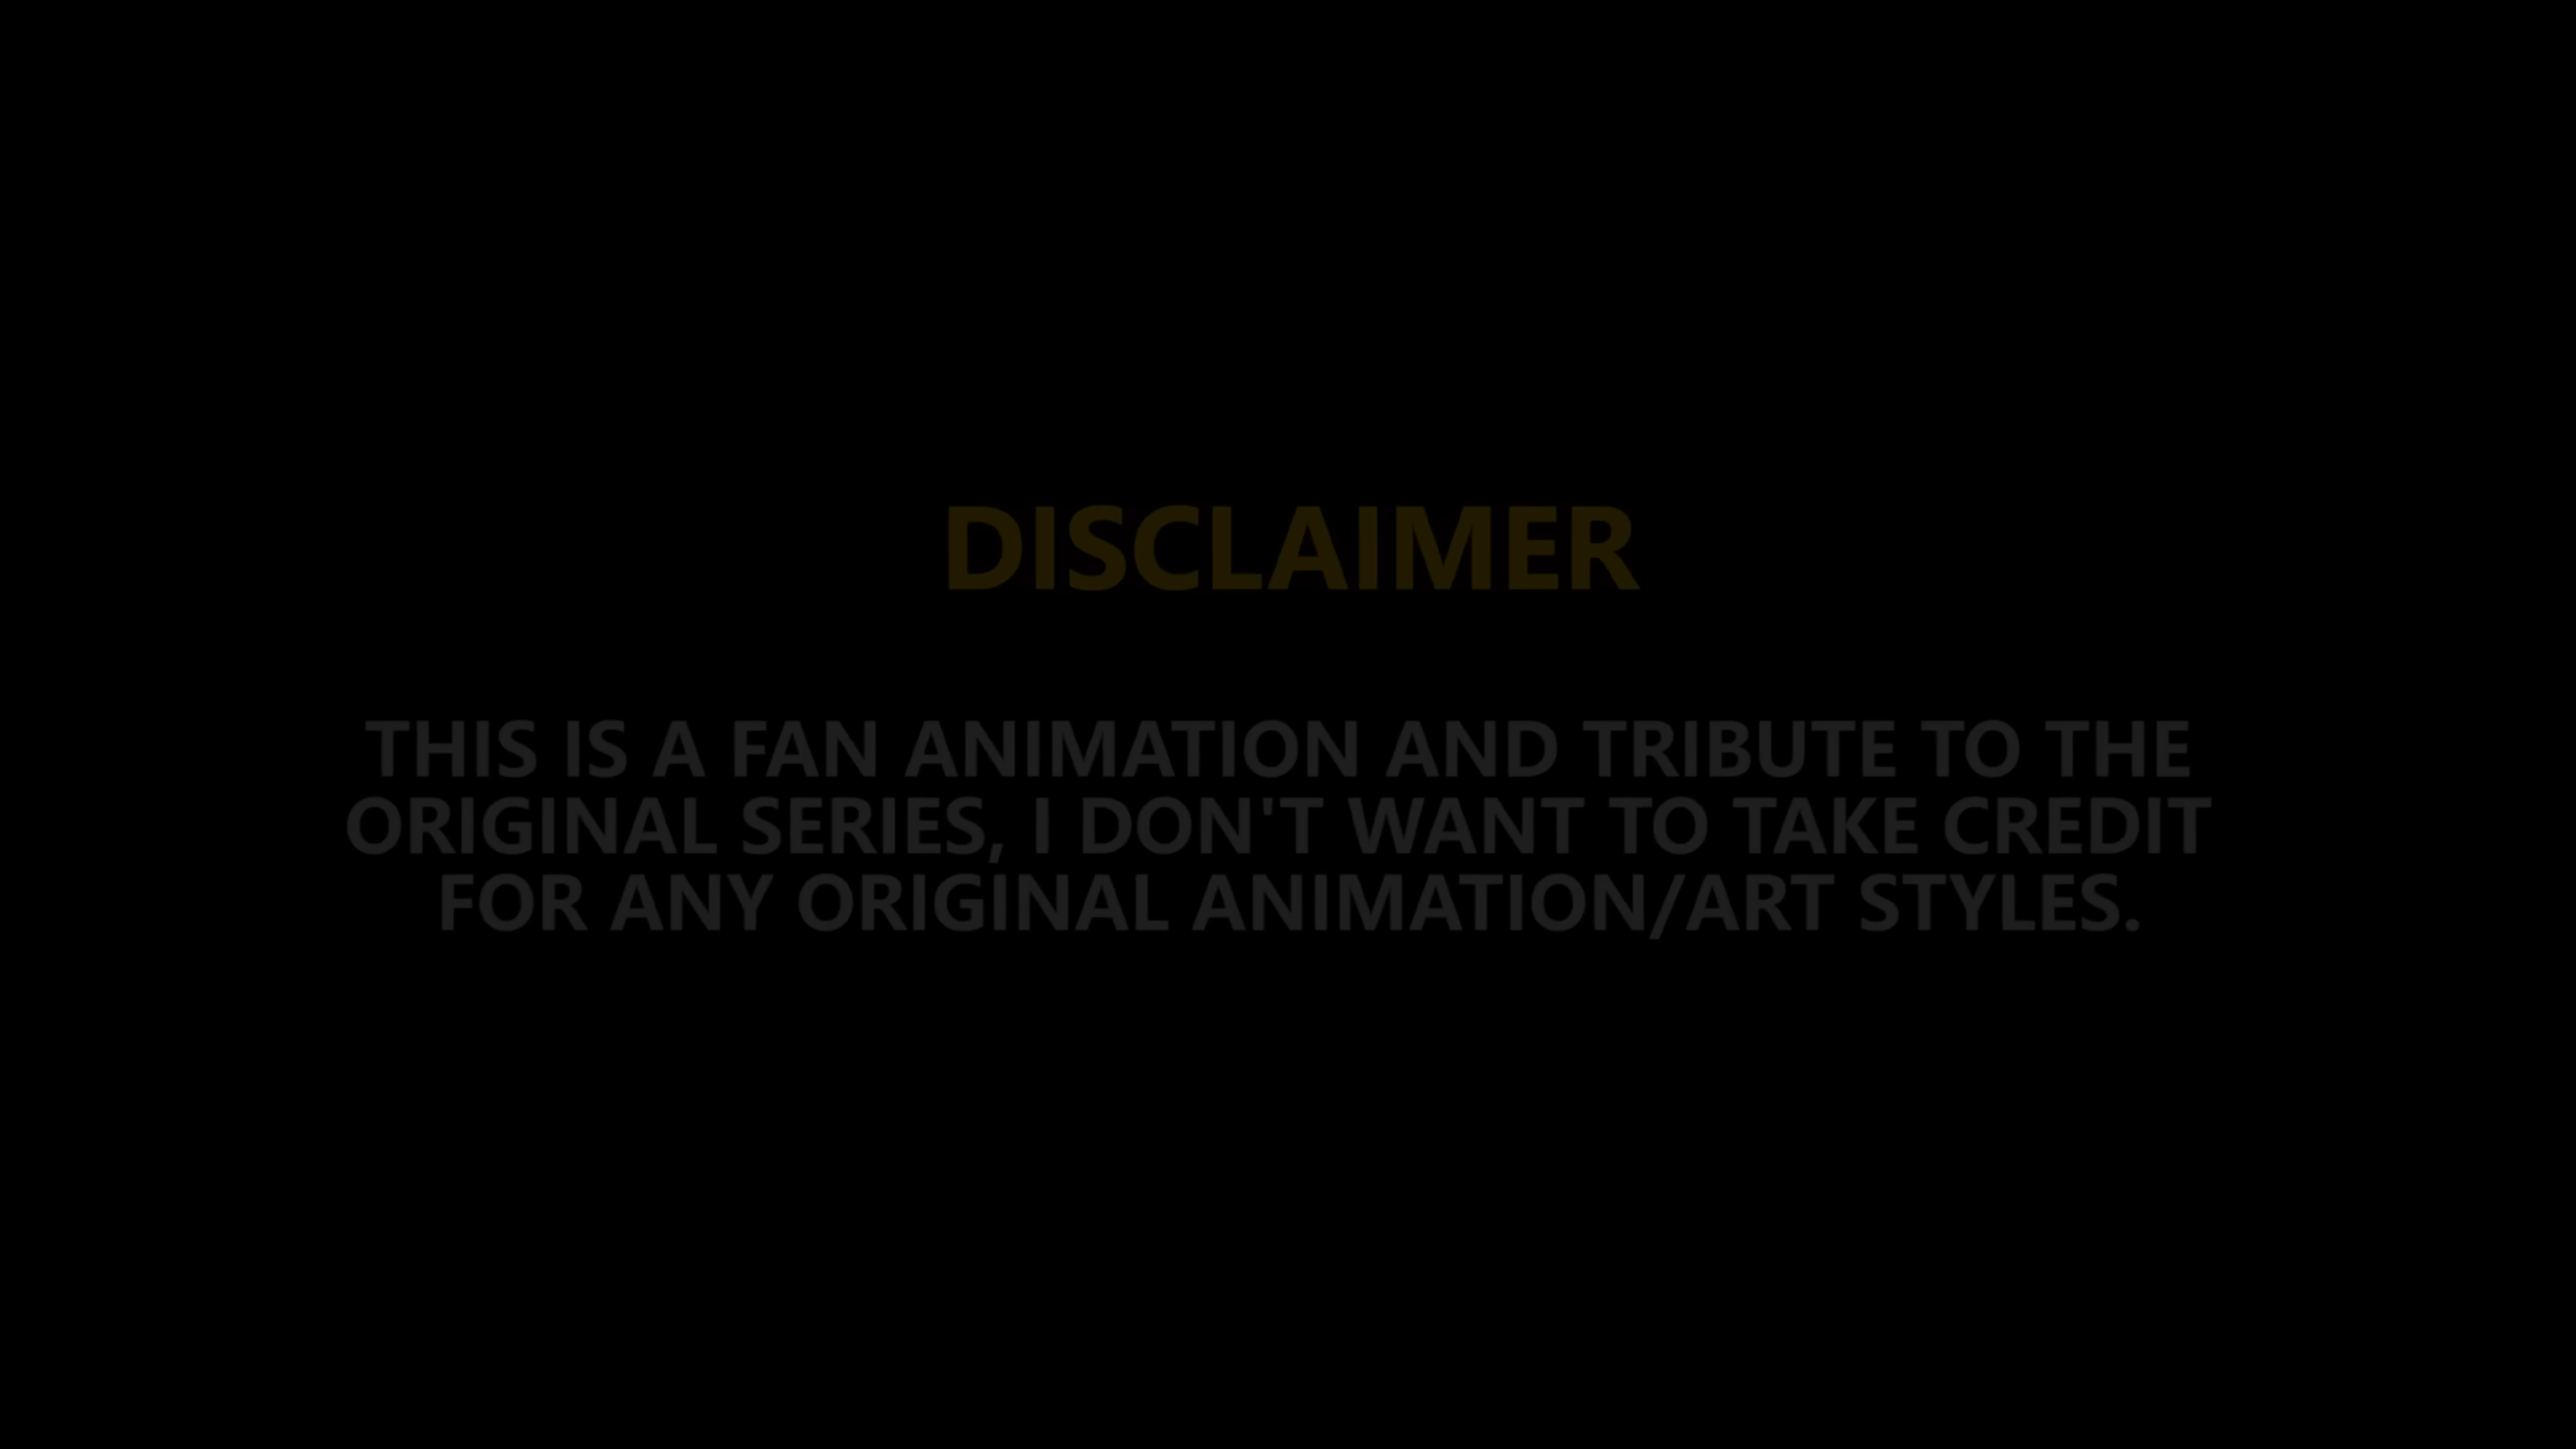 DISCLAIMER
THIS IS A FAN ANIMATION AND TRIBUTE TO THE
ORIGINAL SERIES, I DON'T WANT TO TAKE CREDIT
FOR ANY ORIGINAL ANIMATION/ART STYLES.